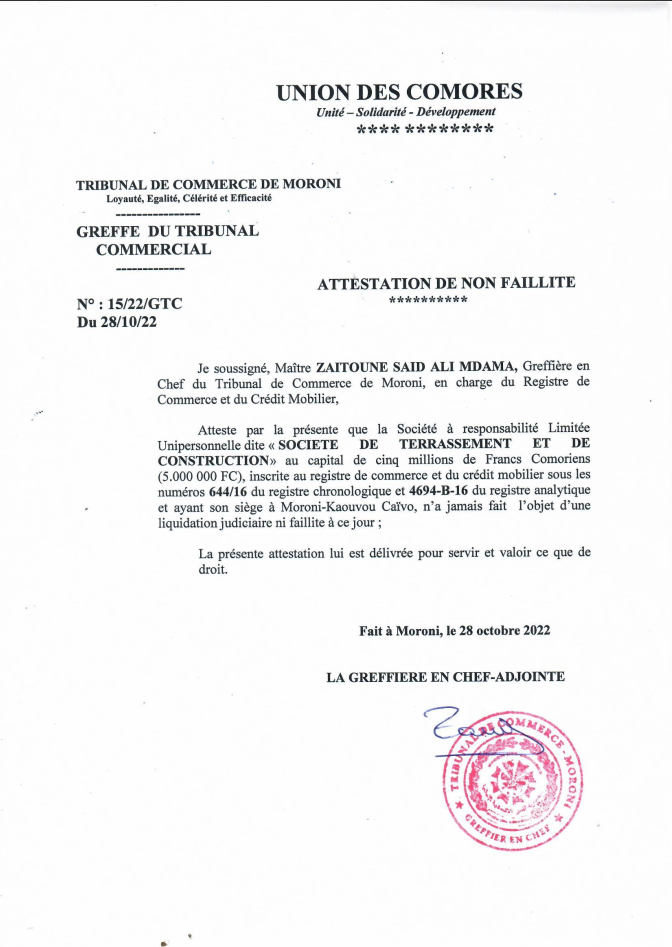 UNION DES COMORES
Unité – Solidarité - Développement
**** ********
TRIBUNAL DE COMMERCE DE MORONI
Loyauté, Egalité, Célérité et Efficacité
----------------
GREFFE DU TRIBUNAL
COMMERCIAL
-------------
ATTESTATION DE NON FAILLITE
**********
N° : 15/22/GTC
Du 28/10/22
Je soussigné, Maître ZAITOUNE SAID ALI MDAMA, Greffière en
Chef du Tribunal de Commerce de Moroni, en charge du Registre de
Commerce et du Crédit Mobilier,
Atteste par la présente que la Société à responsabilité Limitée
Unipersonnelle dite « SOCIETE DE TERRASSEMENT ET DE
CONSTRUCTION» au capital de cinq millions de Francs Comoriens
(5.000 000 FC), inscrite au registre de commerce et du crédit mobilier sous les
numéros 644/16 du registre chronologique et 4694-B-16 du registre analytique
et ayant son siège à Moroni-Kaouvou Caïvo, n'a jamais fait l'objet d'une
liquidation judiciaire ni faillite à ce jour ;
La présente attestation lui est délivrée pour servir et valoir ce que de
droit.
Fait à Moroni, le 28 octobre 2022
LA GREFFIERE EN CHEF-ADJOINTE
TRIBUNAL DE COMMERCE - MORONI
GREFFIER EN CHEF